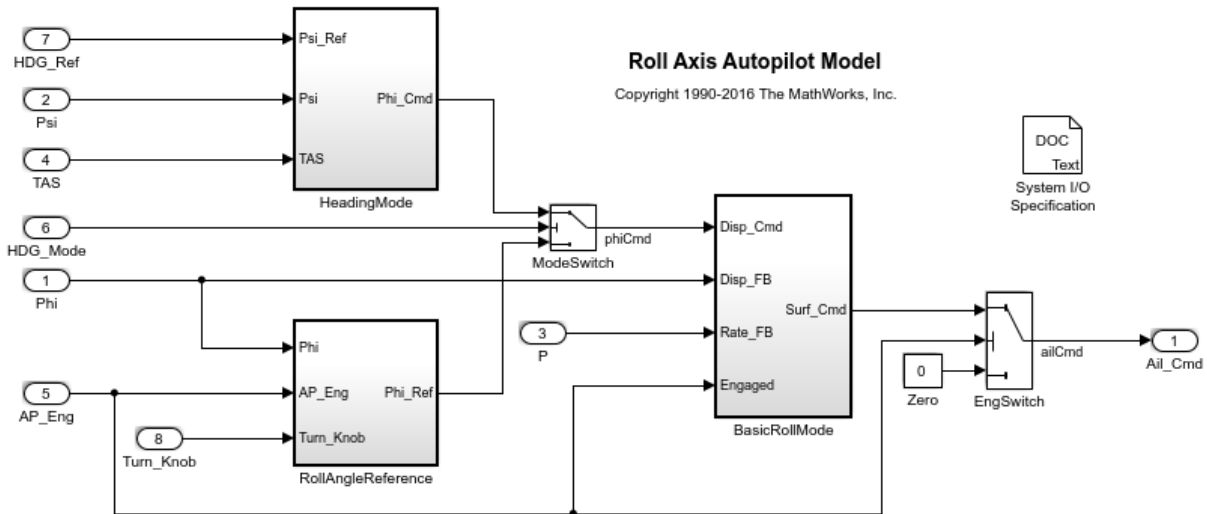 Roll Axis Autopilot Model
Copyright 1990-2016 The MathWorks, Inc.
7
HDG_Ref
2
Psi
4
TAS
Psi_Ref
Psi
TAS
Phi_Cmd
HeadingMode
6
HDG_Mode
1
Phi
ModeSwitch
phiCmd
DOC
Text
System I/O
Specification
5
AP_Eng
8
Turn_Knob
Phi
AP_Eng
Turn_Knob
Phi_Ref
RollAngleReference
3
P
Disp_Cmd
Disp_FB
Rate_FB
Engaged
Surf_Cmd
BasicRollMode
0
Zero
EngSwitch
ailCmd
1
Ail_Cmd